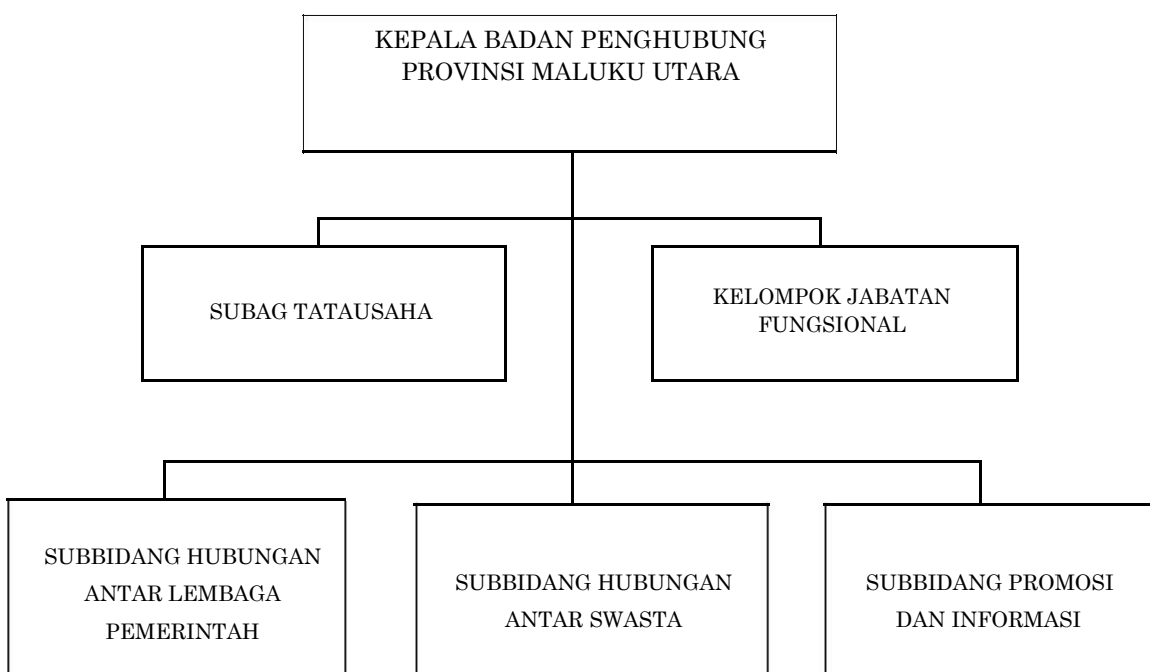 KEPALA BADAN PENGHUBUNG
PROVINSI MALUKU UTARA
SUBAG TATAUSAHA
KELOMPOK JABATAN
FUNGSIONAL
SUBBIDANG HUBUNGAN
ANTAR LEMBAGA
PEMERINTAH
SUBBIDANG HUBUNGAN
ANTAR SWASTA
SUBBIDANG PROMOSI
DAN INFORMASI